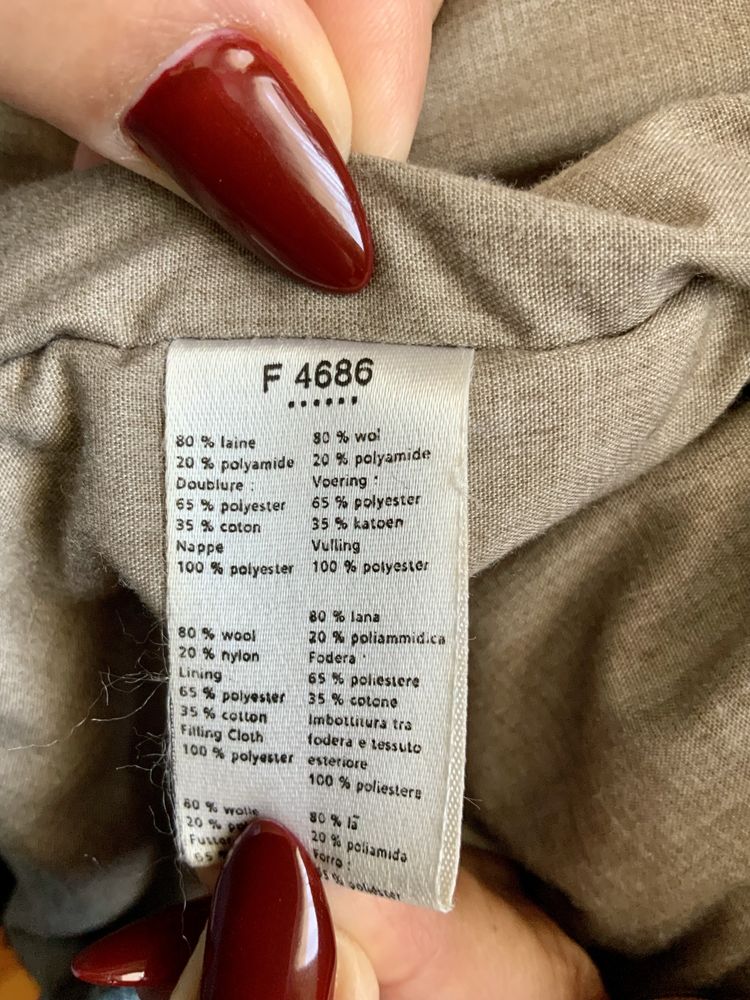 F 4686
80 % laine
20 % polyamide
Doublure :
65 % polyester
35 % coton
Nappe
100 % polyester
80 % wol
20 % polyamide
Voering :
65 % polyester
35 % katoen
Vulling
100 % polyester
80 % wool
20 % nylon
Lining :
65 % polyester
35 % cotton
Filling Cloth
100 % polyester
80 % lana
20 % poliammidica
Fodera :
65 % poliestere
35 % cotone
Imbottitura tra
fodera e tessuto
esteriore
100 % poliestere
80 % wolle
20 %
65 %
80 % lã
20 % poliamida
Forro :